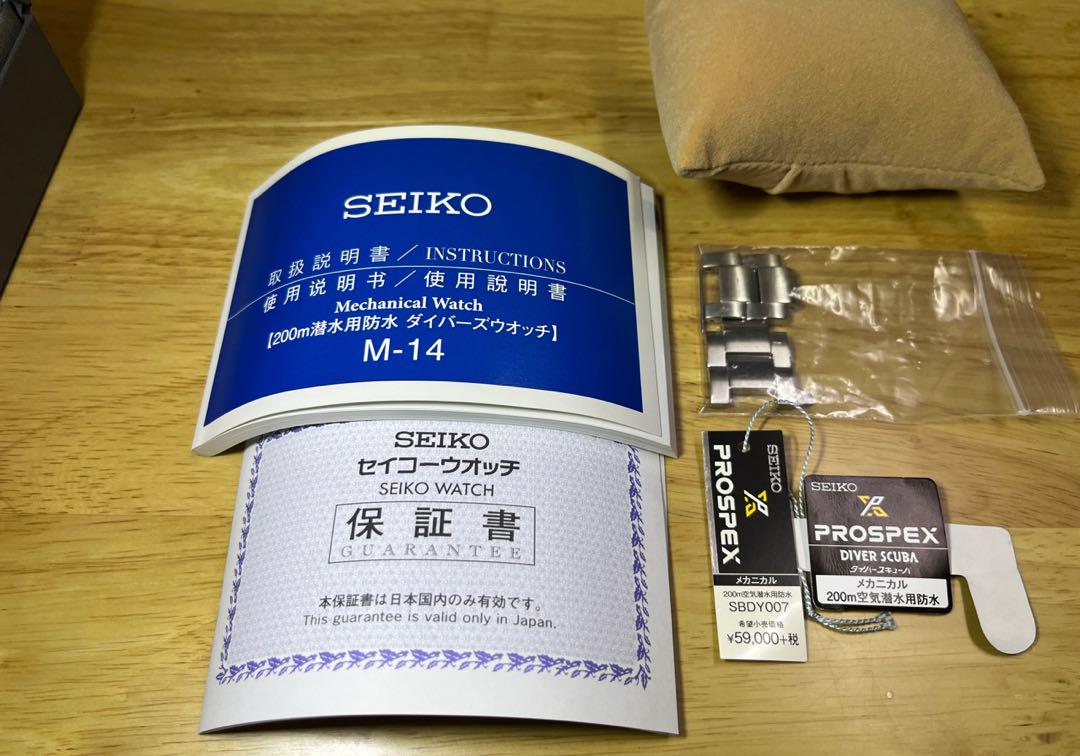 SEIKO
取扱説明書／INSTRUCTIONS
使用说明书／使用說明書
Mechanical Watch
【200m潜水用防水 ダイバーズウオッチ】
M-14
SEIKO
セイコーウオッチ
SEIKO WATCH
保証書
GUARANTEE
本保証書は日本国内のみ有効です。
This guarantee is valid only in Japan.
SEIKO
PROSPEX
メカニカル
200m空気潜水用防水
SBDY007
希望小売価格
¥59,000+税
SEIKO
PROSPEX
DIVER SCUBA
ダイバースキューバ
メカニカル
200m空気潜水用防水